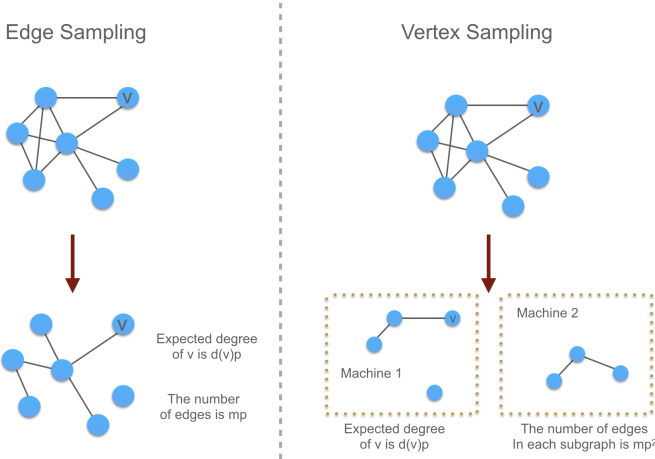 Edge Sampling
Vertex Sampling
V
V
V
Expected degree
of v is d(v)p
The number
of edges is mp
V
Machine 1
Machine 2
Expected degree
of v is d(v)p
The number of edges
In each subgraph is mp²